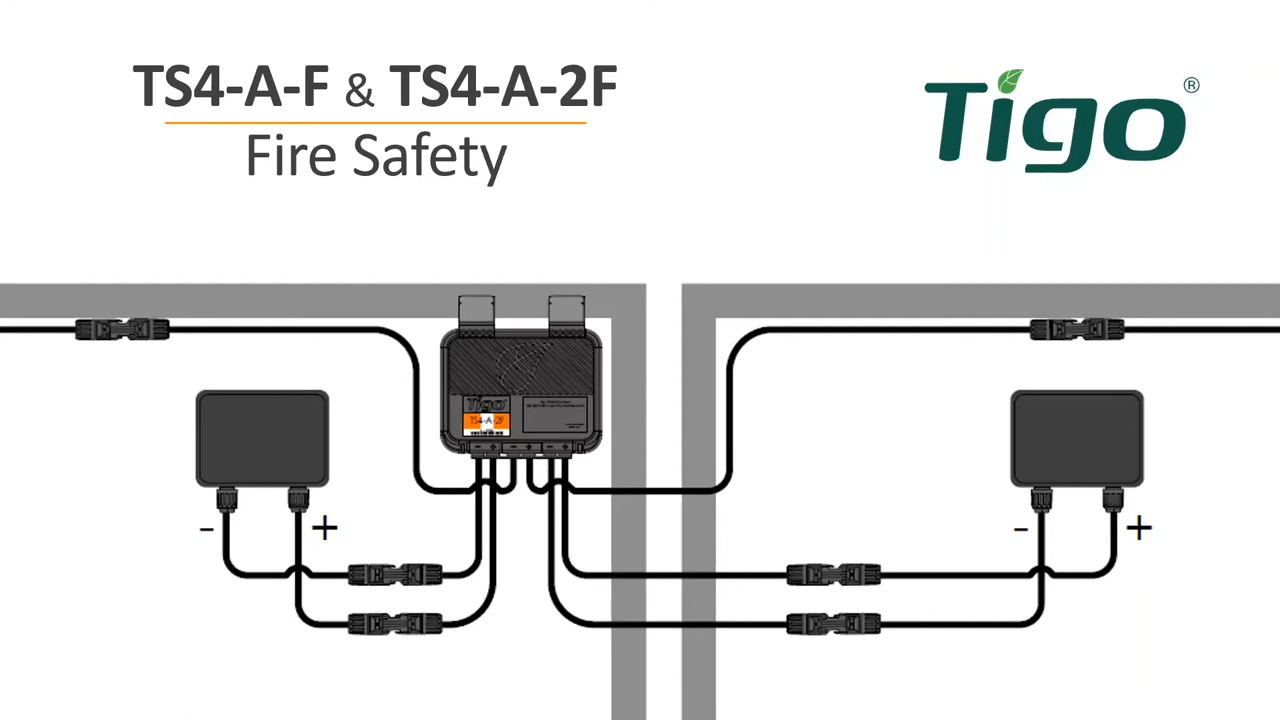 TS4-A-F & TS4-A-2F
Fire Safety
Tigo®
Tigo
TS4-A-2F
- + - + - +
- +
- +